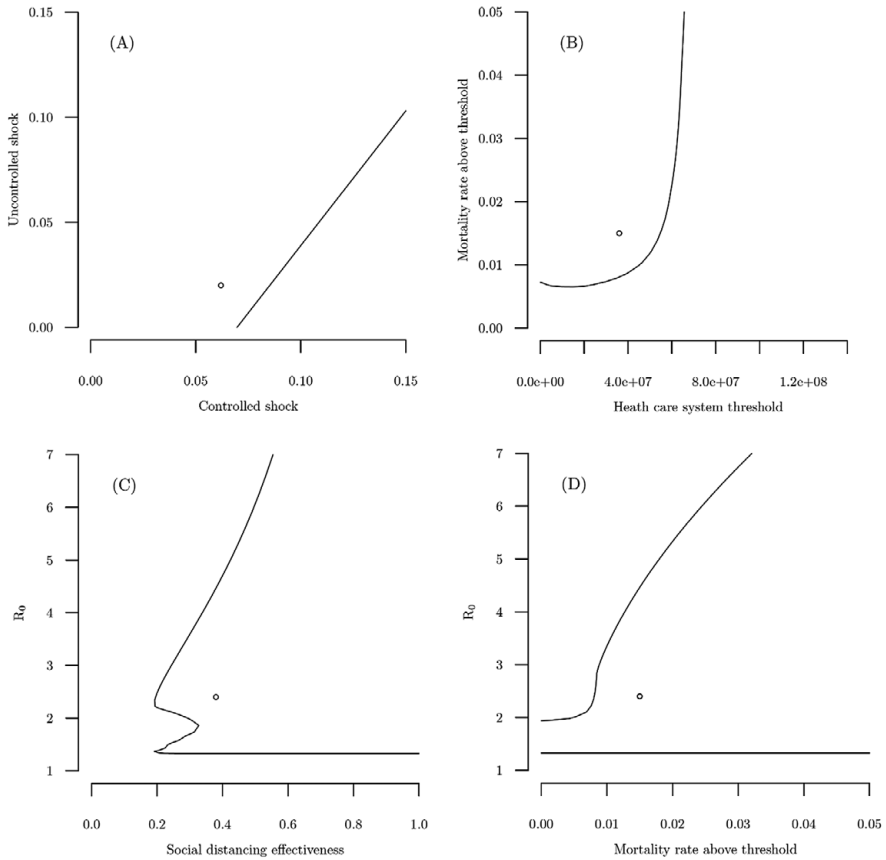 (A)
Uncontrolled shock
0.15
0.10
0.05
0.00
0.00 0.05 0.10 0.15
Controlled shock
(B)
Mortality rate above threshold
0.05
0.04
0.03
0.02
0.01
0.00
0.0e+00 4.0e+07 8.0e+07 1.2e+08
Heath care system threshold
(C)
R₀
7
6
5
4
3
2
1
0.0 0.2 0.4 0.6 0.8 1.0
Social distancing effectiveness
(D)
R₀
7
6
5
4
3
2
1
0.00 0.01 0.02 0.03 0.04 0.05
Mortality rate above threshold